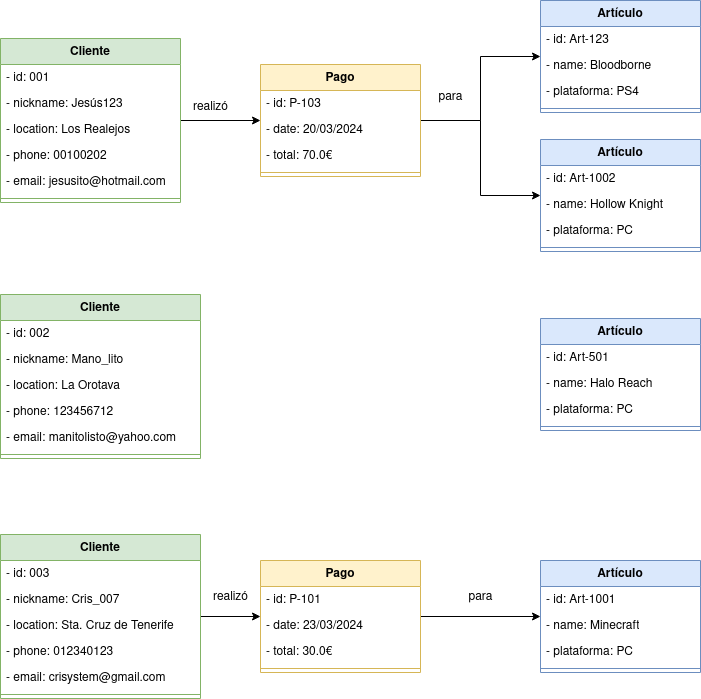 Cliente
- id: 001
- nickname: Jesús123
- location: Los Realejos
- phone: 00100202
- email: jesusito@hotmail.com
realizó
Pago
- id: P-103
- date: 20/03/2024
- total: 70.0€
para
Artículo
- id: Art-123
- name: Bloodborne
- plataforma: PS4
Artículo
- id: Art-1002
- name: Hollow Knight
- plataforma: PC
Cliente
- id: 002
- nickname: Mano_lito
- location: La Orotava
- phone: 123456712
- email: manitolisto@yahoo.com
Artículo
- id: Art-501
- name: Halo Reach
- plataforma: PC
Cliente
- id: 003
- nickname: Cris_007
- location: Sta. Cruz de Tenerife
- phone: 012340123
- email: crisystem@gmail.com
realizó
Pago
- id: P-101
- date: 23/03/2024
- total: 30.0€
para
Artículo
- id: Art-1001
- name: Minecraft
- plataforma: PC